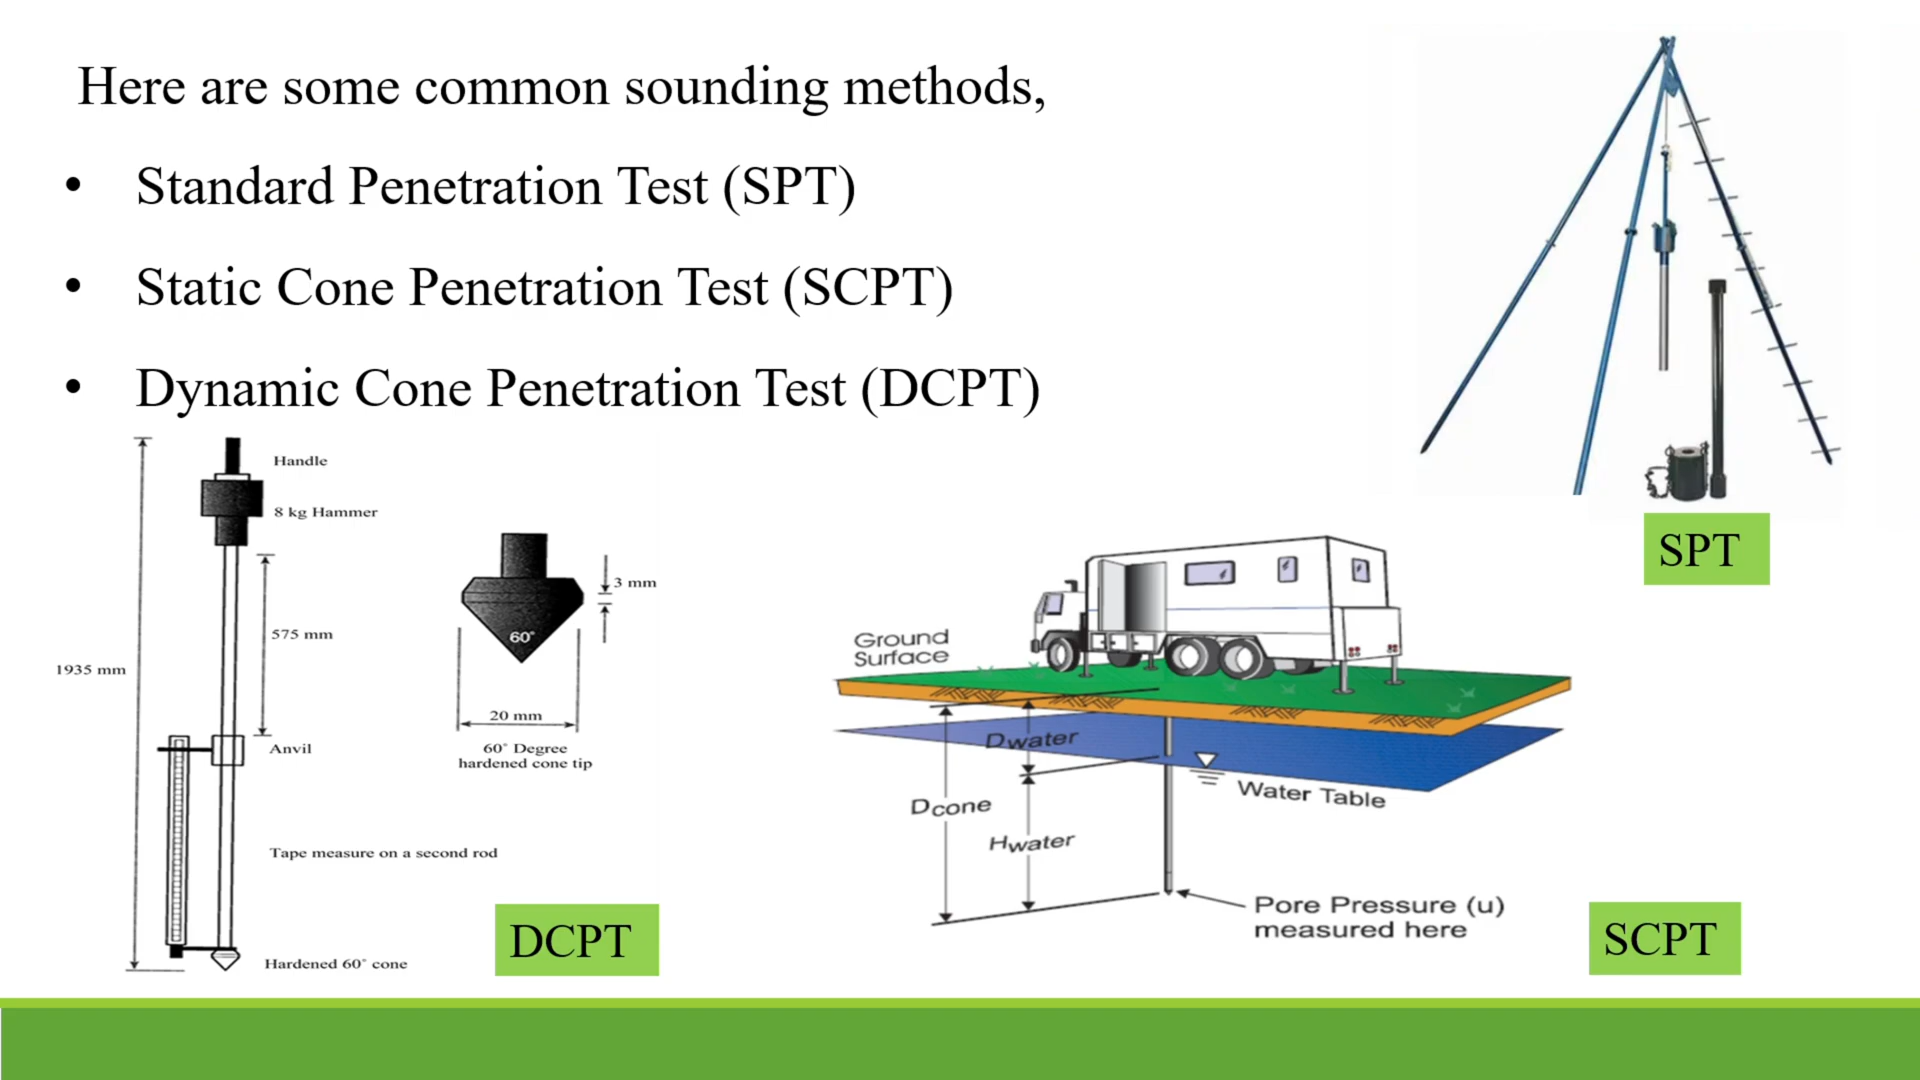 Here are some common sounding methods,
• Standard Penetration Test (SPT)
• Static Cone Penetration Test (SCPT)
• Dynamic Cone Penetration Test (DCPT)
Handle
8 kg Hammer
575 mm
1935 mm
Anvil
Tape measure on a second rod
Hardened 60° cone
3 mm
60°
20 mm
60° Degree
hardened cone tip
DCPT
SPT
Ground
Surface
Dwater
Dcone
Hwater
Water Table
Pore Pressure (u)
measured here
SCPT